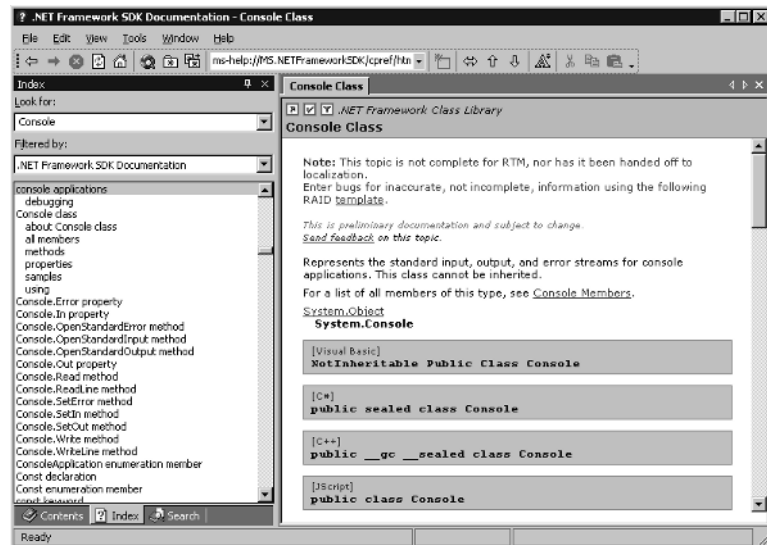 ? .NET Framework SDK Documentation - Console Class
File Edit View Tools Window Help
ms-help://MS.NETFrameworkSDK/cpref/htn
Index
Look for:
Console
Filtered by:
.NET Framework SDK Documentation
console applications
debugging
Console class
about Console class
all members
methods
properties
samples
using
Console.Error property
Console.In property
Console.OpenStandardError method
Console.OpenStandardInput method
Console.OpenStandardOutput method
Console.Out property
Console.Read method
Console.ReadLine method
Console.SetError method
Console.SetIn method
Console.SetOut method
Console.Write method
Console.WriteLine method
ConsoleApplication enumeration member
Const declaration
Const enumeration member
const keyword
Contents Index Search
Console Class
.NET Framework Class Library
Console Class
Note: This topic is not complete for RTM, nor has it been handed off to
localization.
Enter bugs for inaccurate, not incomplete, information using the following
RAID template.
This is preliminary documentation and subject to change.
Send feedback on this topic.
Represents the standard input, output, and error streams for console
applications. This class cannot be inherited.
For a list of all members of this type, see Console Members.
System.Object
System.Console
[Visual Basic]
NotInheritable Public Class Console
[C#]
public sealed class Console
[C++]
public __gc __sealed class Console
[JScript]
public class Console
Ready